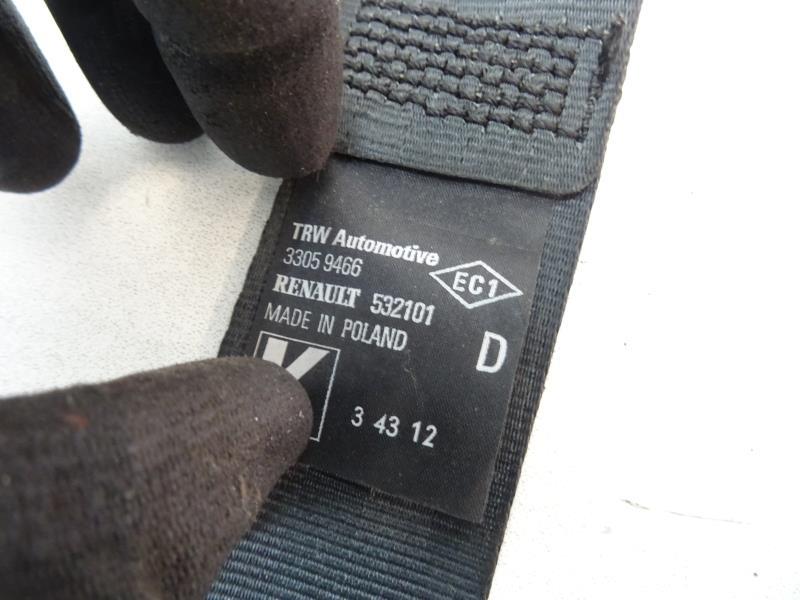 TRW Automotive
3305 9466
EC1
RENAULT 532101
MADE IN POLAND
D
3 43 12